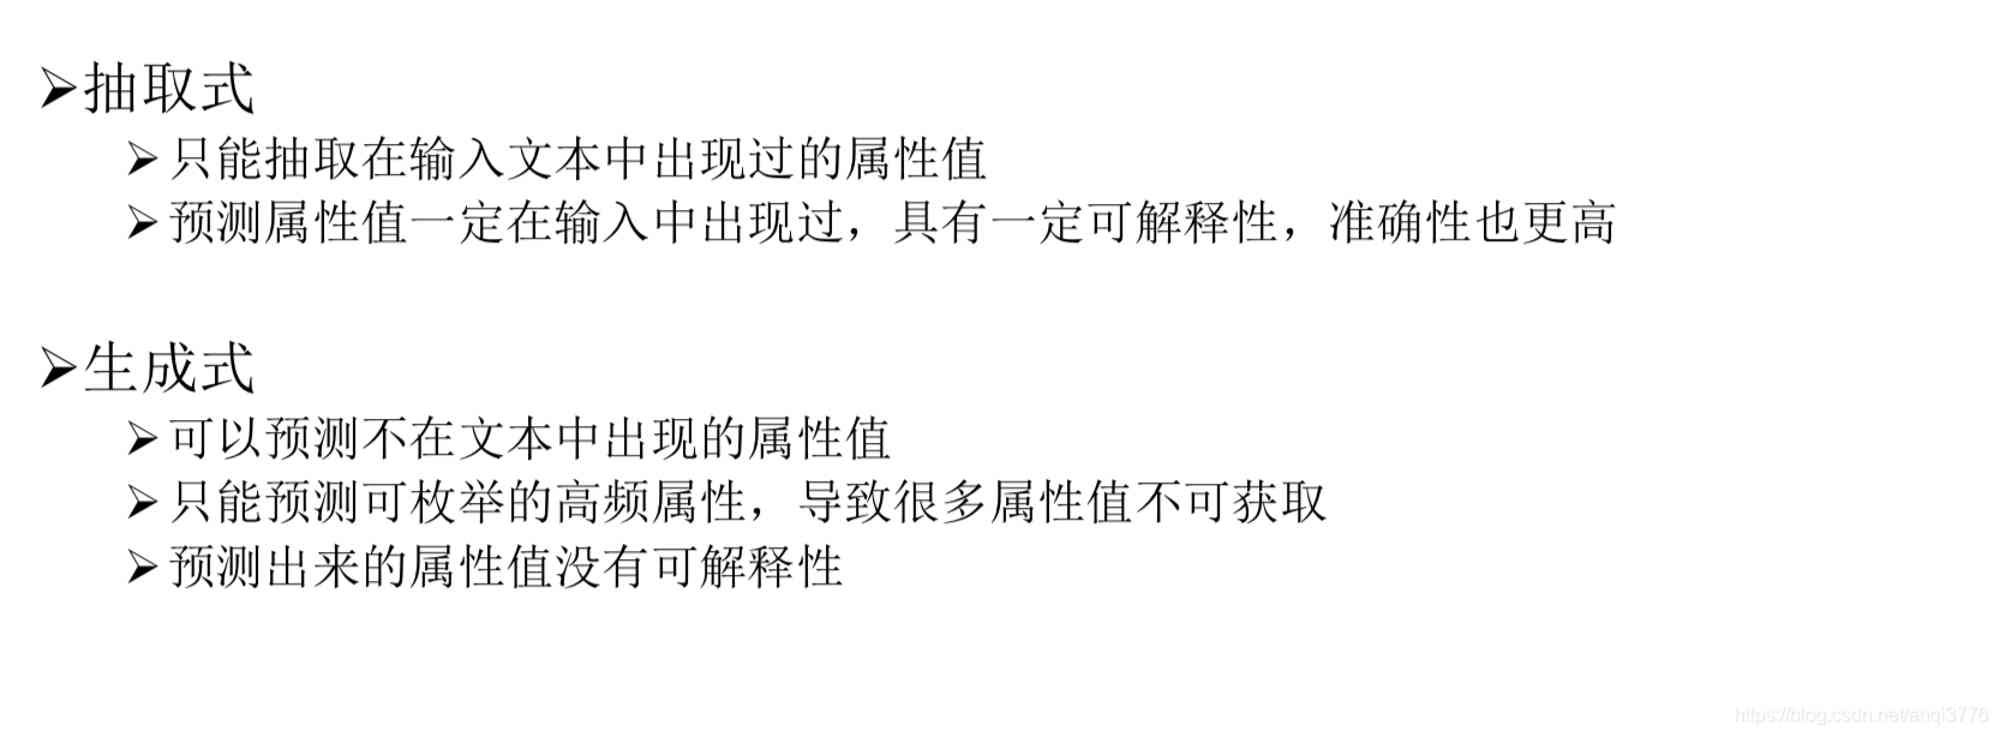 ➢抽取式
➢只能抽取在输入文本中出现过的属性值
➢预测属性值一定在输入中出现过，具有一定可解释性，准确性也更高
➢生成式
➢可以预测不在文本中出现的属性值
➢只能预测可枚举的高频属性，导致很多属性值不可获取
➢预测出来的属性值没有可解释性
https://blog.csdn.net/anqi3776